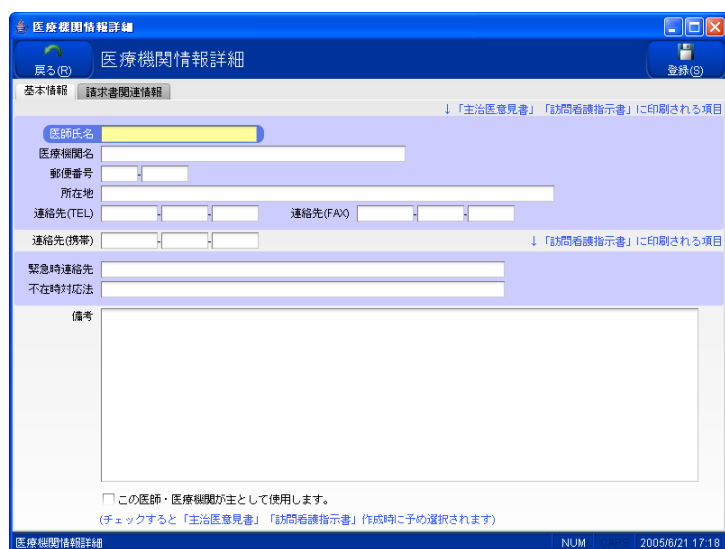 医療機関情報詳細
戻る(R) 医療機関情報詳細 登録(S)
基本情報 請求書関連情報
↓「主治医意見書」「訪問看護指示書」に印刷される項目
医師氏名
医療機関名
郵便番号 -
所在地
連絡先(TEL) - - 連絡先(FAX) - -
連絡先(携帯) - - ↓「訪問看護指示書」に印刷される項目
緊急時連絡先
不在時対応法
備考
この医師・医療機関が主として使用します。
(チェックすると「主治医意見書」「訪問看護指示書」作成時に予め選択されます)
医療機関情報詳細 NUM CAPS 2005/6/21 17:18